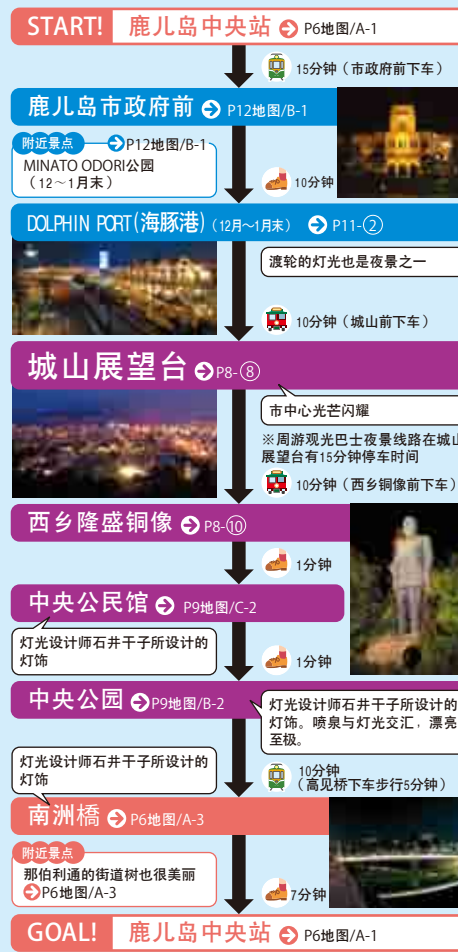 START! 鹿儿岛中央站 P6地图/A-1
15分钟（市政府前下车）
鹿儿岛市政府前 P12地图/B-1
附近景点 P12地图/B-1
MINATO ODORI公园
（12～1月末）
10分钟
DOLPHIN PORT(海豚港)（12月～1月末） P11-②
渡轮的灯光也是夜景之一
10分钟（城山前下车）
城山展望台 P8-⑧
市中心光芒闪耀
※周游观光巴士夜景线路在城山
展望台有15分钟停车时间
10分钟（西乡铜像前下车）
西乡隆盛铜像 P8-⑩
1分钟
中央公民馆 P9地图/C-2
灯光设计师石井干子所设计的
灯饰
1分钟
中央公园 P9地图/B-2
灯光设计师石井干子所设计的
灯饰。喷泉与灯光交汇，漂亮
至极。
灯光设计师石井干子所设计的
灯饰
10分钟
（高见桥下车步行5分钟）
南洲橋 P6地图/A-3
附近景点
那伯利通的街道树也很美丽
P6地图/A-3
7分钟
GOAL! 鹿儿岛中央站 P6地图/A-1